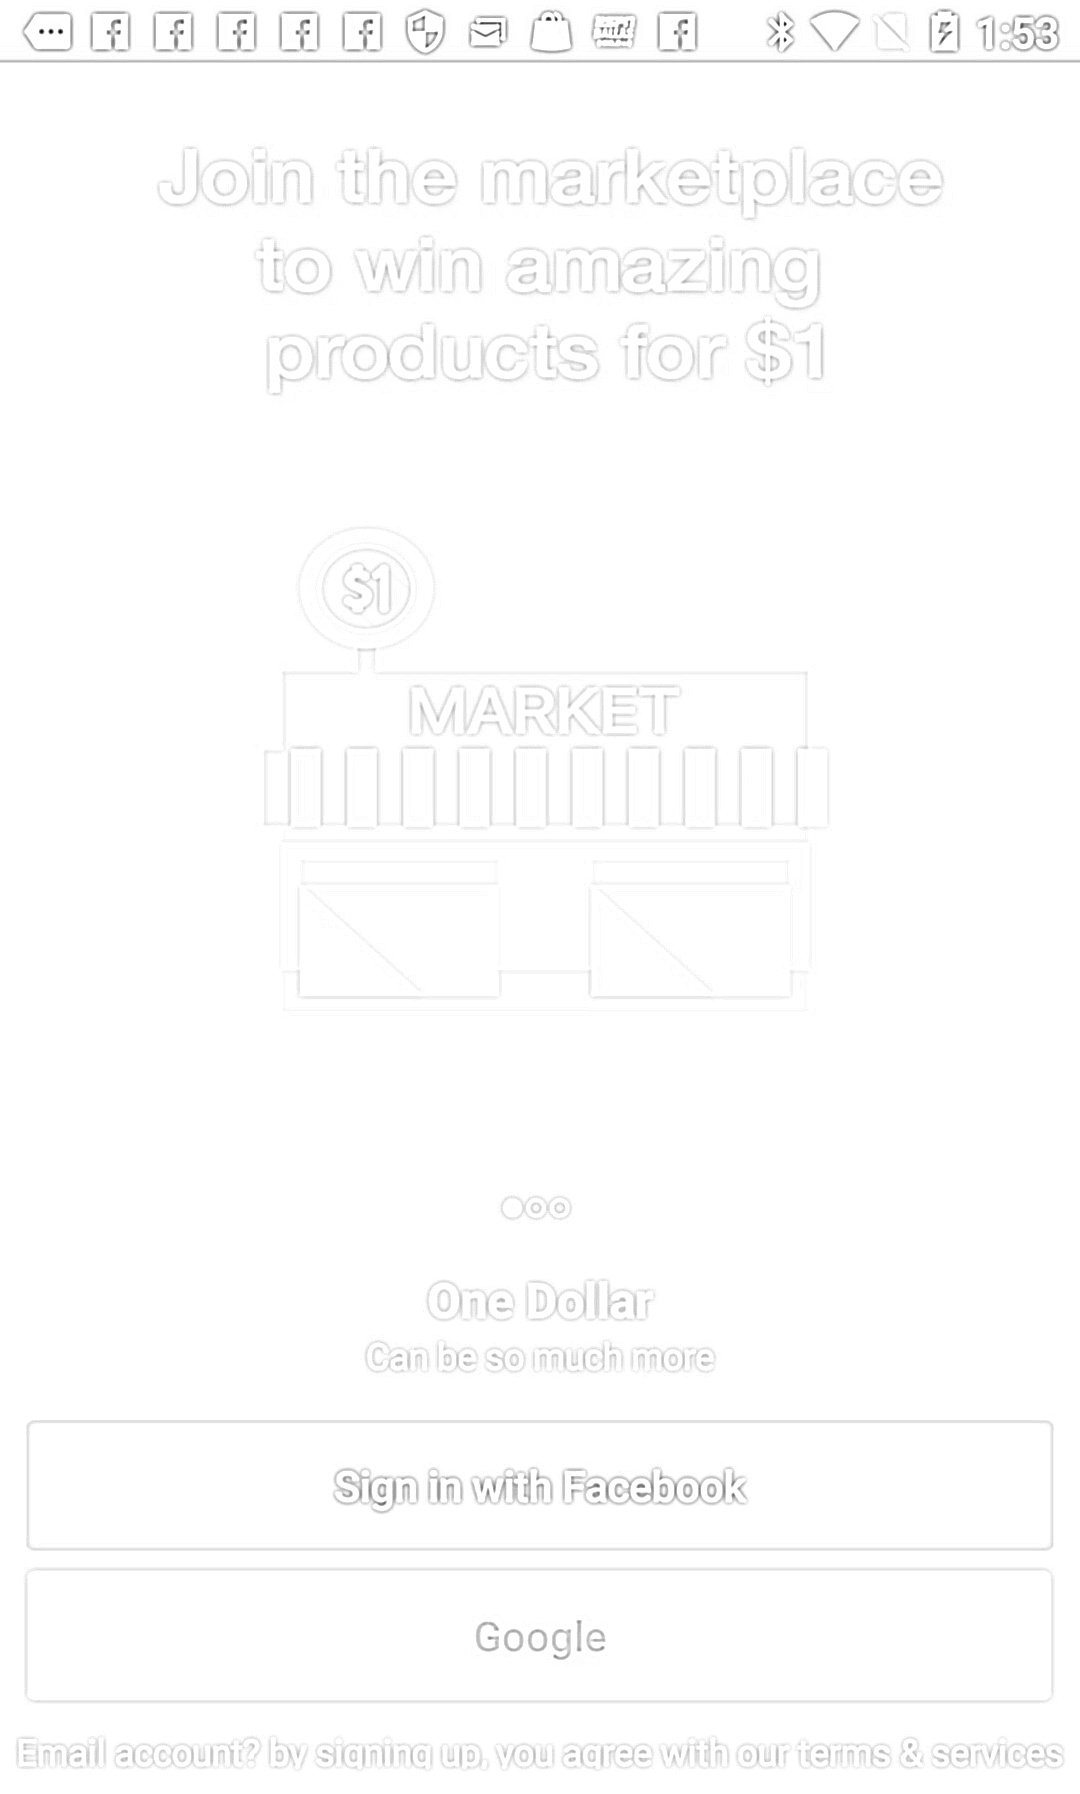 1:53
Join the marketplace
to win amazing
products for $1
$1
MARKET
One Dollar
Can be so much more
Sign in with Facebook
Google
Email account? by signing up, you agree with our terms & services